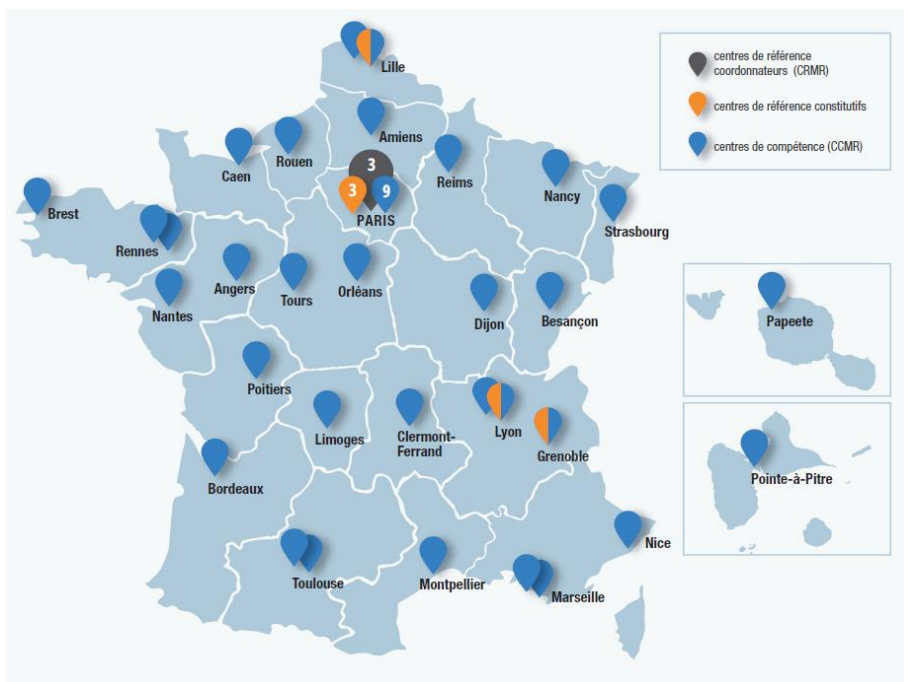 Lille
centres de référence
coordonnateurs (CRMR)
centres de référence constitutifs
centres de compétence (CCMR)
Amiens
Rouen
Caen
Reims
Nancy
3
3
9
PARIS
Brest
Strasbourg
Rennes
Angers
Tours
Orléans
Nantes
Dijon
Besançon
Papeete
Poitiers
Limoges
Clermont-
Ferrand
Lyon
Grenoble
Bordeaux
Pointe-à-Pitre
Nice
Toulouse
Montpellier
Marseille